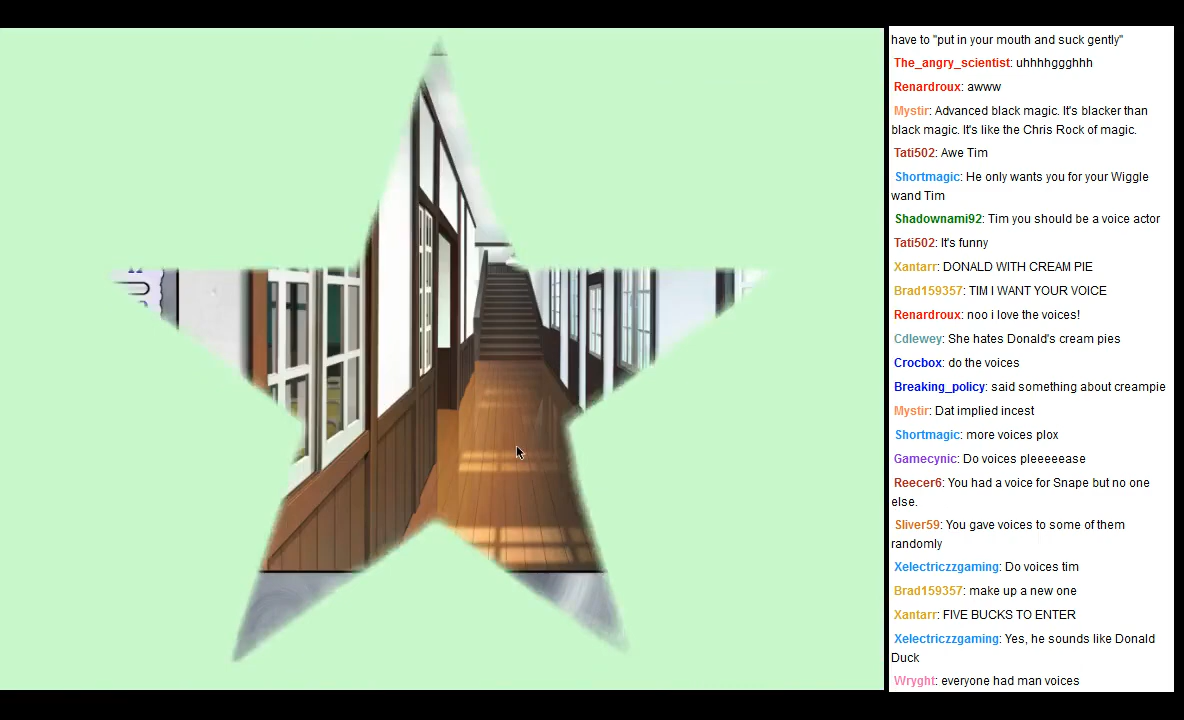 have to "put in your mouth and suck gently"
The_angry_scientist: uhhhhggghhh
Renardroux: awww
Mystir: Advanced black magic. It's blacker than
black magic. It's like the Chris Rock of magic.
Tati502: Awe Tim
Shortmagic: He only wants you for your Wiggle
wand Tim
Shadownami92: Tim you should be a voice actor
Tati502: It's funny
Xantarr: DONALD WITH CREAM PIE
Brad159357: TIM I WANT YOUR VOICE
Renardroux: noo i love the voices!
Cdlewey: She hates Donald's cream pies
Crocbox: do the voices
Breaking_policy: said something about creampie
Mystir: Dat implied incest
Shortmagic: more voices plox
Gamecynic: Do voices pleeeeease
Reecer6: You had a voice for Snape but no one
else.
Sliver59: You gave voices to some of them
randomly
Xelectriczzgaming: Do voices tim
Brad159357: make up a new one
Xantarr: FIVE BUCKS TO ENTER
Xelectriczzgaming: Yes, he sounds like Donald
Duck
Wryght: everyone had man voices